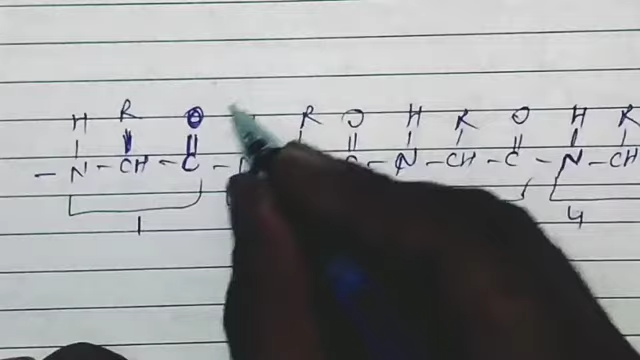 H R O R O H R O H R
- N - CH - C - N C - N - CH - C - N - CH
1 4